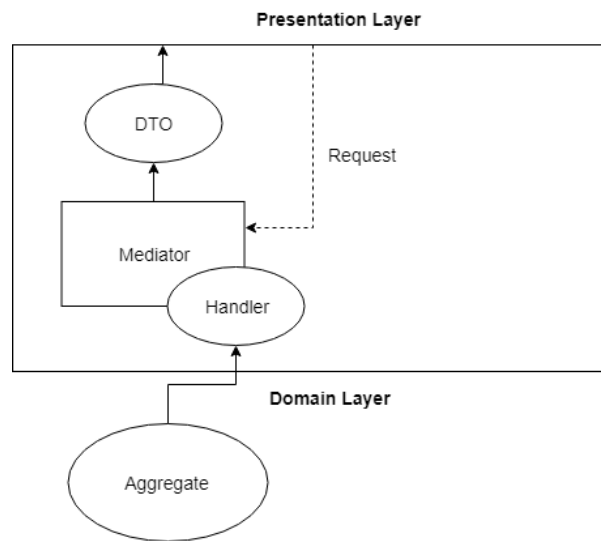 Presentation Layer
DTO
Request
Mediator
Handler
Domain Layer
Aggregate